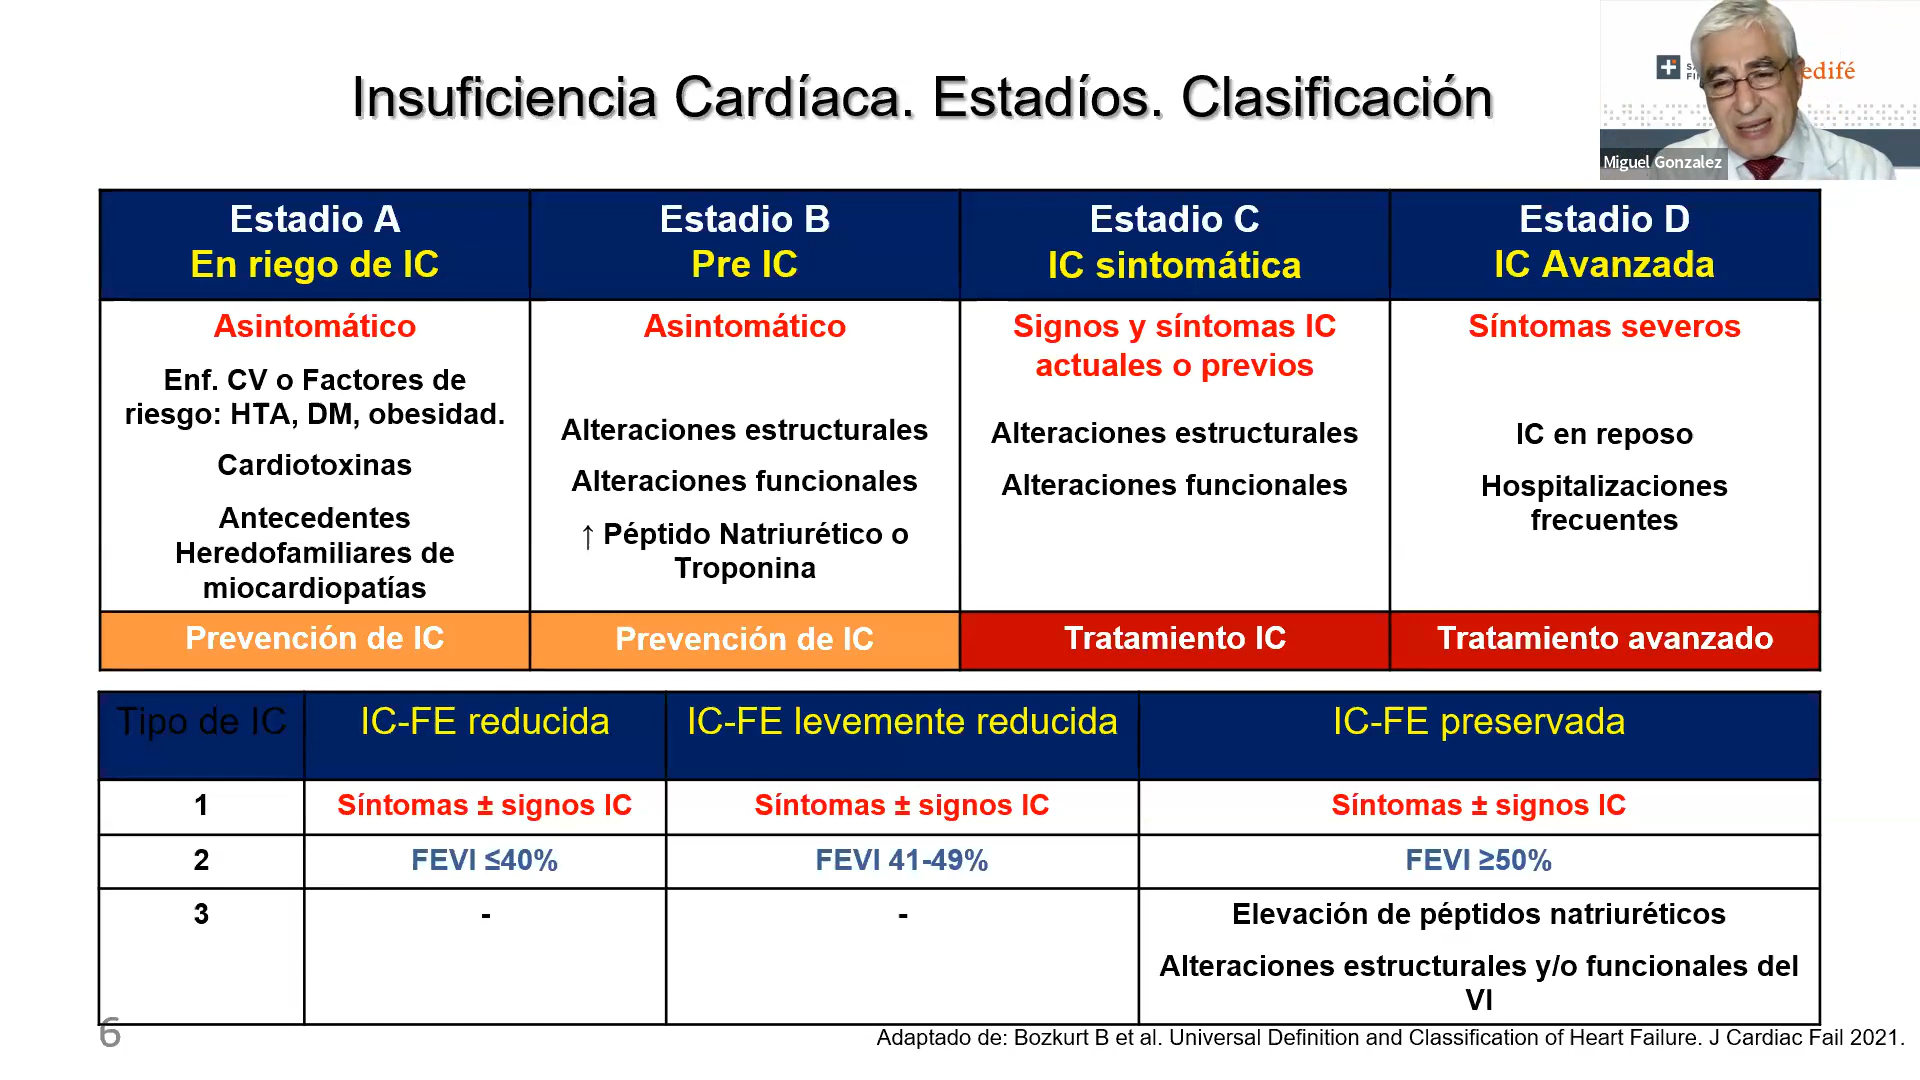 Insuficiencia Cardíaca. Estadíos. Clasificación
edifé
Miguel Gonzalez
Estadio A
En riego de IC
Estadio B
Pre IC
Estadio C
IC sintomática
Estadio D
IC Avanzada
Asintomático
Enf. CV o Factores de
riesgo: HTA, DM, obesidad.
Cardiotoxinas
Antecedentes
Heredofamiliares de
miocardiopatías
Asintomático
Alteraciones estructurales
Alteraciones funcionales
↑ Péptido Natriurético o
Troponina
Signos y síntomas IC
actuales o previos
Alteraciones estructurales
Alteraciones funcionales
Síntomas severos
IC en reposo
Hospitalizaciones
frecuentes
Prevención de IC
Prevención de IC
Tratamiento IC
Tratamiento avanzado
Tipo de IC
IC-FE reducida
IC-FE levemente reducida
IC-FE preservada
1
Síntomas ± signos IC
Síntomas ± signos IC
Síntomas ± signos IC
2
FEVI ≤40%
FEVI 41-49%
FEVI ≥50%
3
-
-
Elevación de péptidos natriuréticos
Alteraciones estructurales y/o funcionales del
VI
6
Adaptado de: Bozkurt B et al. Universal Definition and Classification of Heart Failure. J Cardiac Fail 2021.